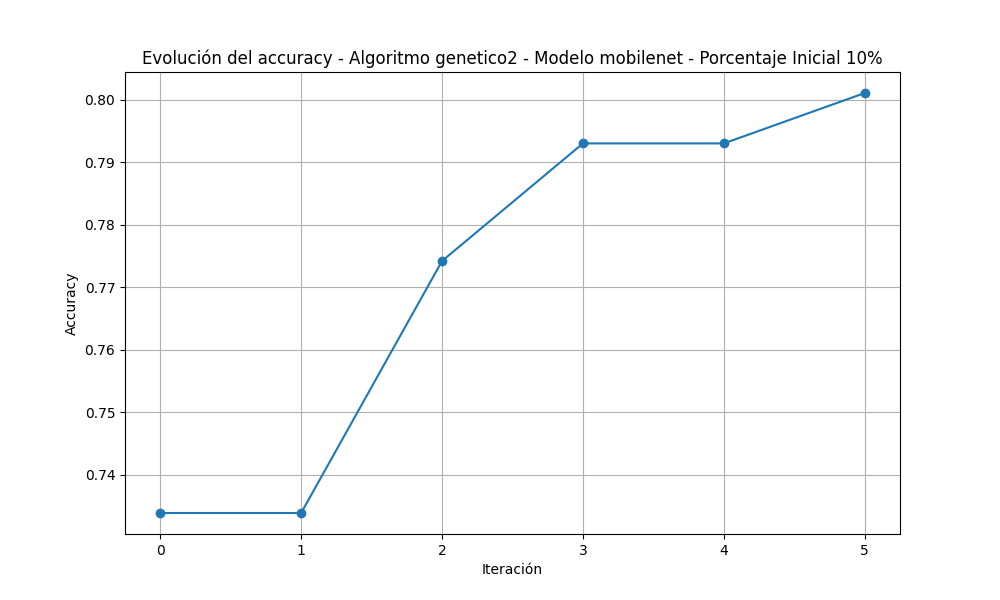 Evolución del accuracy - Algoritmo genetico2 - Modelo mobilenet - Porcentaje Inicial 10%
0.80
0.79
0.78
0.77
0.76
0.75
0.74
Accuracy
0 1 2 3 4 5
Iteración